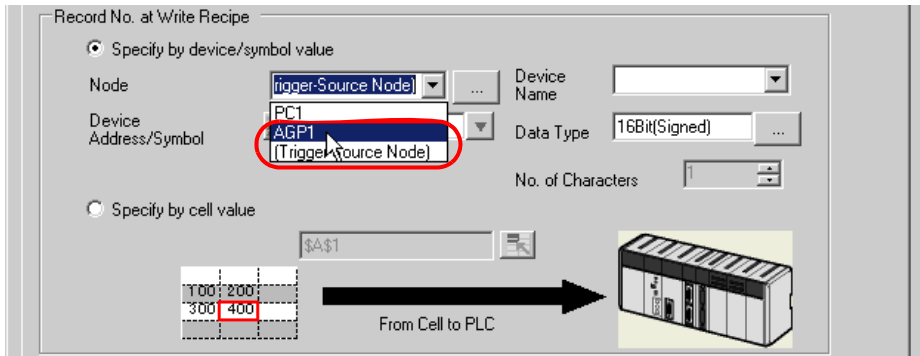 Record No. at Write Recipe
Specify by device/symbol value
Node
rigger-Source Node)
...
Device
Name
PC1
AGP1
(Trigger-Source Node)
Device
Address/Symbol
Data Type
16Bit(Signed)
...
No. of Characters
1
Specify by cell value
$A$1
100 200
300 400
From Cell to PLC